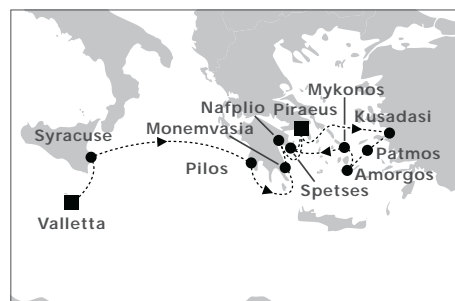 Mykonos
Nafplio Piraeus
Kusadasi
Syracuse
Monemvasia
Patmos
Pilos
Amorgos
Spetses
Valletta